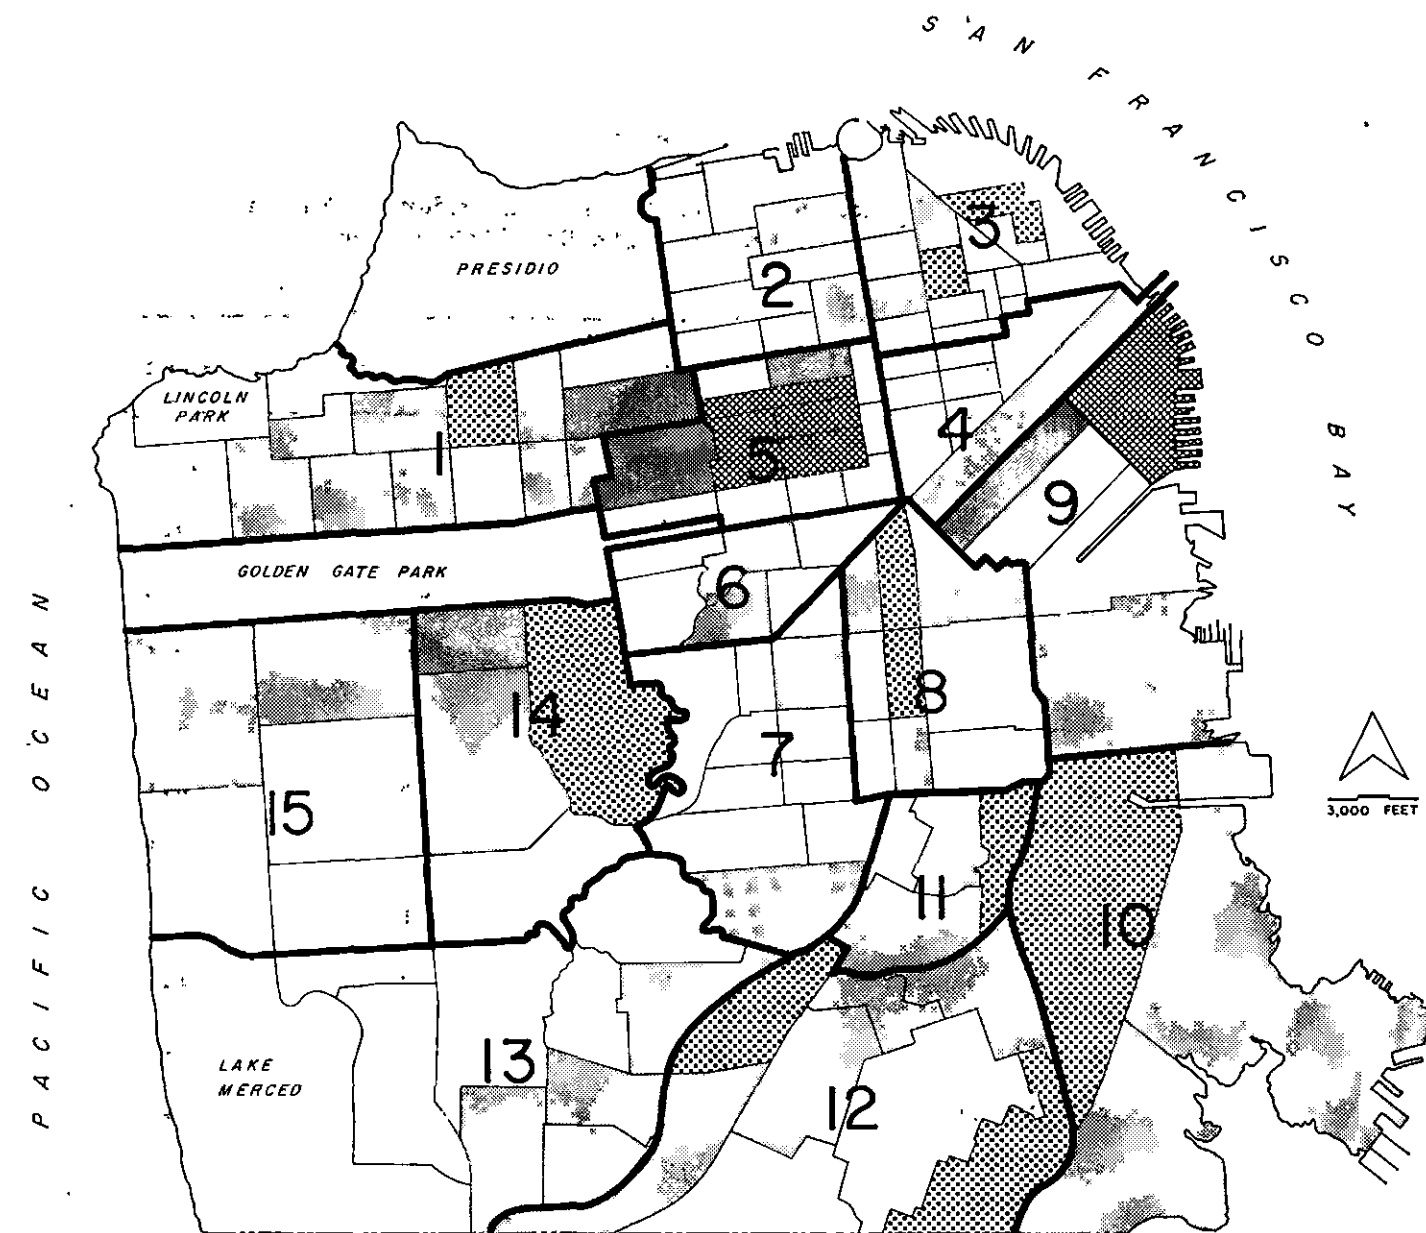 SAN FRANCISCO BAY
PRESIDIO
3
2
LINCOLN
PARK
1
5
4
9
GOLDEN GATE PARK
6
PACIFIC OCEAN
14
8
7
15
3,000 FEET
11
10
LAKE
MERCED
13
12